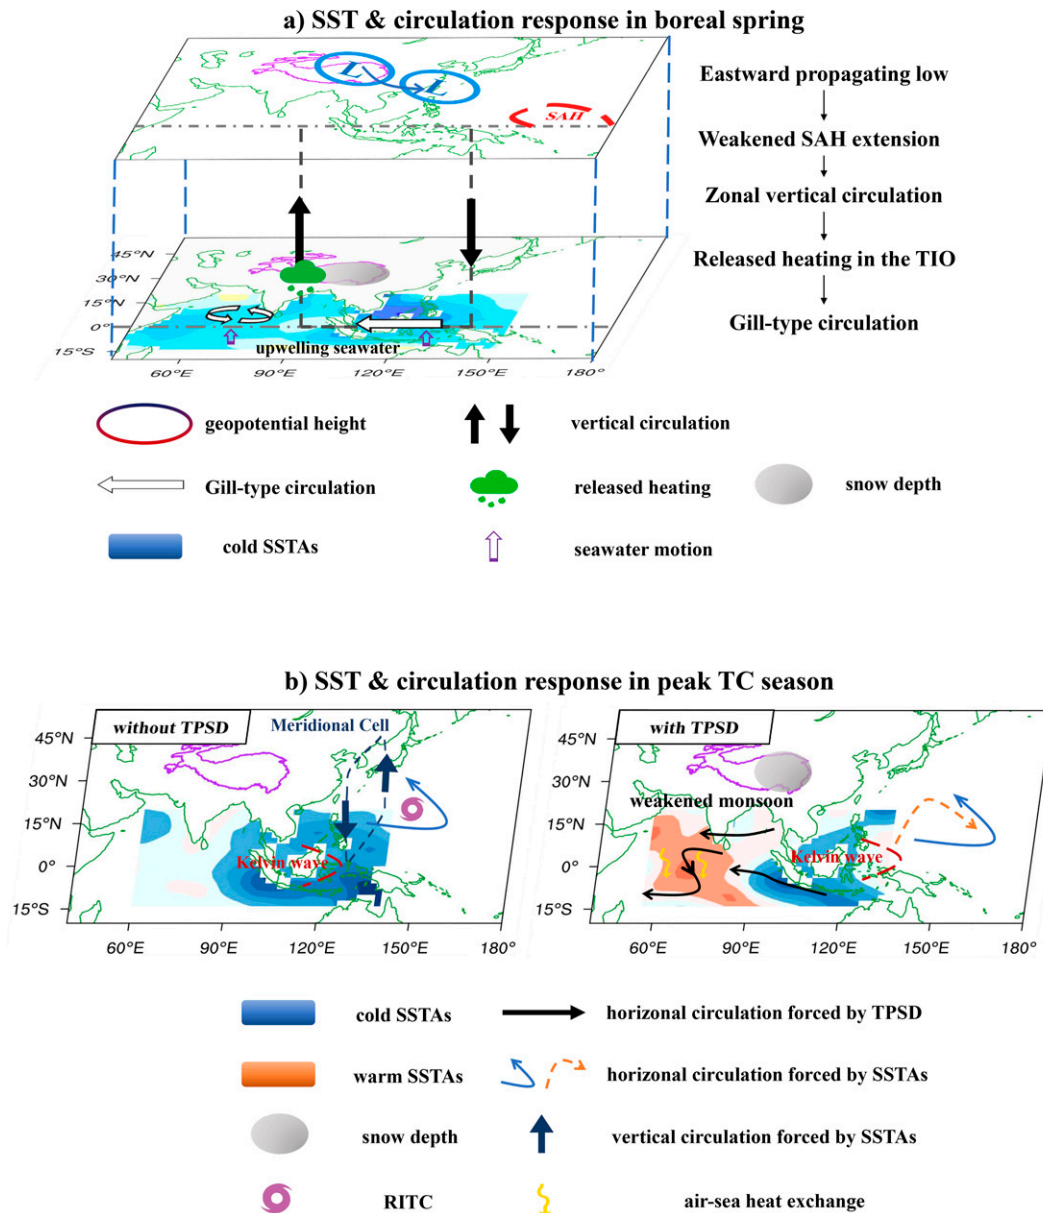 a) SST & circulation response in boreal spring
L
L
SAH
Eastward propagating low
Weakened SAH extension
Zonal vertical circulation
Released heating in the TIO
Gill-type circulation
45°N
30°N
15°N
0°
15°S
upwelling seawater
60°E
90°E
120°E
150°E
180°
geopotential height
vertical circulation
Gill-type circulation
released heating
snow depth
cold SSTAs
seawater motion
b) SST & circulation response in peak TC season
without TPSD
Meridional Cell
45°N
30°N
15°N
0°
15°S
Kelvin wave
60°E
90°E
120°E
150°E
180°
with TPSD
45°N
30°N
15°N
0°
15°S
weakened monsoon
Kelvin wave
60°E
90°E
120°E
150°E
180°
cold SSTAs
horizonal circulation forced by TPSD
warm SSTAs
horizonal circulation forced by SSTAs
snow depth
vertical circulation forced by SSTAs
RITC
air-sea heat exchange